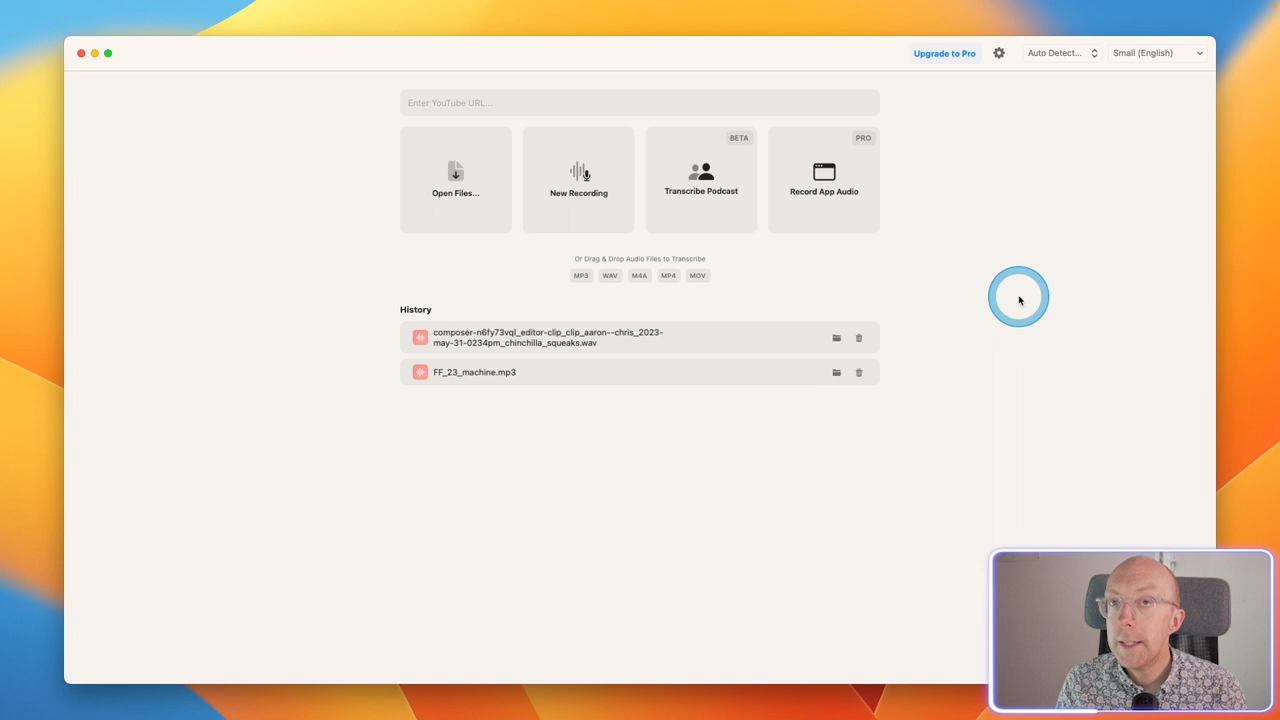 Upgrade to Pro
Auto Detect...
Small (English)
Enter YouTube URL...
Open Files...
New Recording
BETA
Transcribe Podcast
PRO
Record App Audio
Or Drag & Drop Audio Files to Transcribe
MP3 WAV M4A MP4 MOV
History
composer-n6fy73vql_editor-clip_clip_aaron--chris_2023-
may-31-0234pm_chinchilla_squeaks.wav
FF_23_machine.mp3